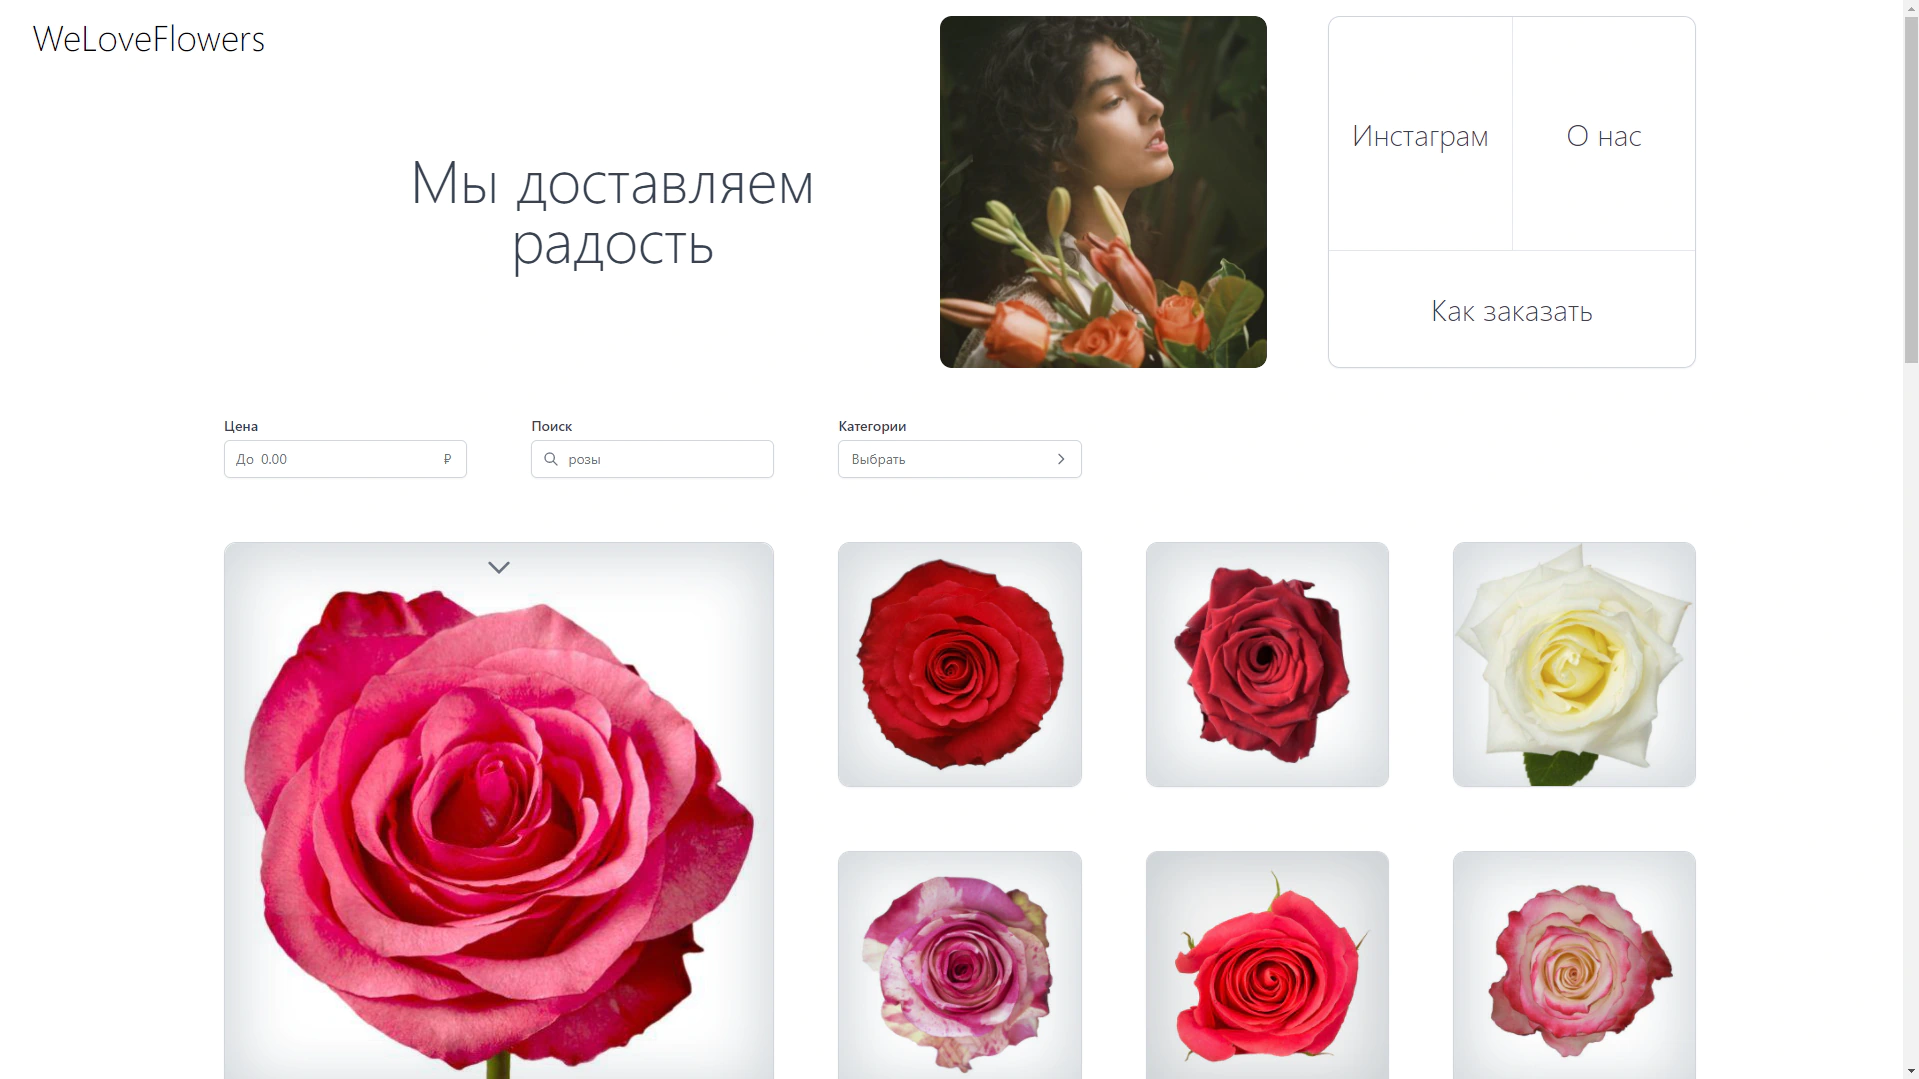 WeLoveFlowers
Мы доставляем
радость
Инстаграм
О нас
Как заказать
Цена
До 0.00 ₽
Поиск
розы
Категории
Выбрать